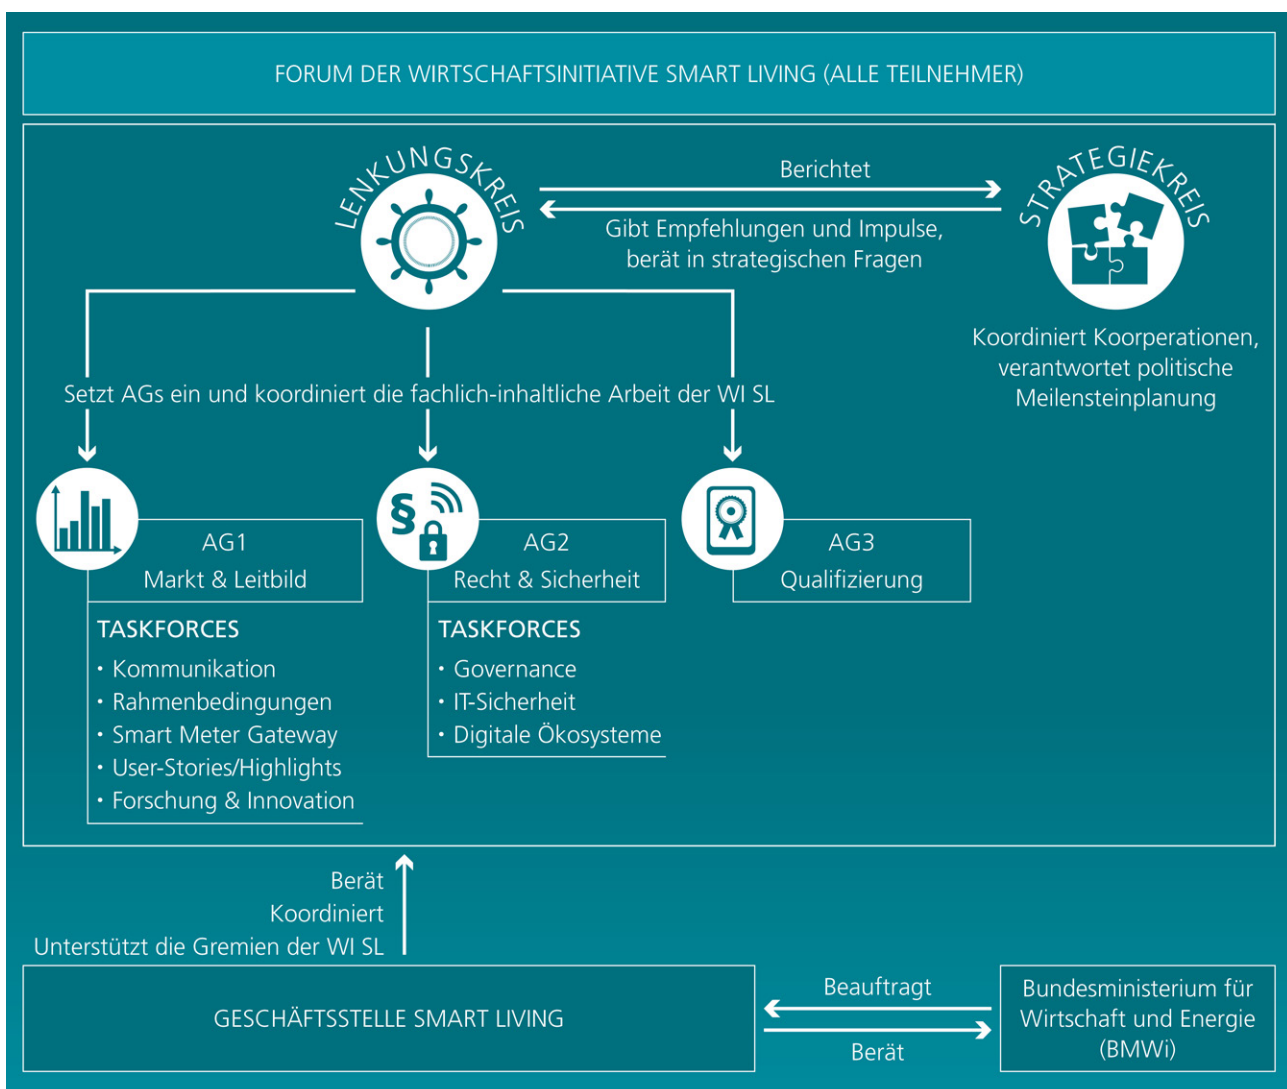 FORUM DER WIRTSCHAFTSINITIATIVE SMART LIVING (ALLE TEILNEHMER)
LENKUNGSKREIS
Berichtet
Gibt Empfehlungen und Impulse,
berät in strategischen Fragen
STRATEGIEKREIS
Koordiniert Koorperationen,
verantwortet politische
Meilensteinplanung
Setzt AGs ein und koordiniert die fachlich-inhaltliche Arbeit der WI SL
AG1
Markt & Leitbild
TASKFORCES
• Kommunikation
• Rahmenbedingungen
• Smart Meter Gateway
• User-Stories/Highlights
• Forschung & Innovation
§
AG2
Recht & Sicherheit
TASKFORCES
• Governance
• IT-Sicherheit
• Digitale Ökosysteme
AG3
Qualifizierung
Berät
Koordiniert
Unterstützt die Gremien der WI SL
GESCHÄFTSSTELLE SMART LIVING
Beauftragt
Berät
Bundesministerium für
Wirtschaft und Energie
(BMWi)